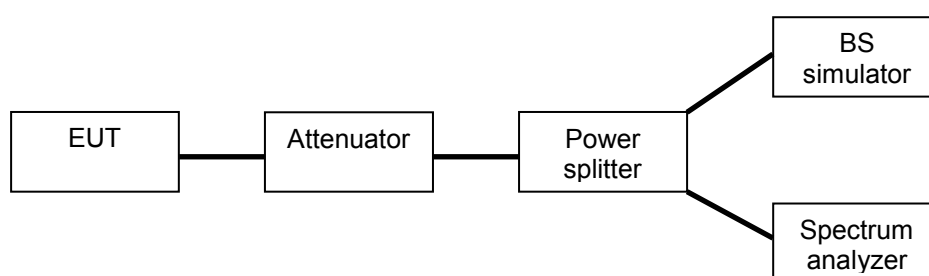 EUT
Attenuator
Power
splitter
BS
simulator
Spectrum
analyzer